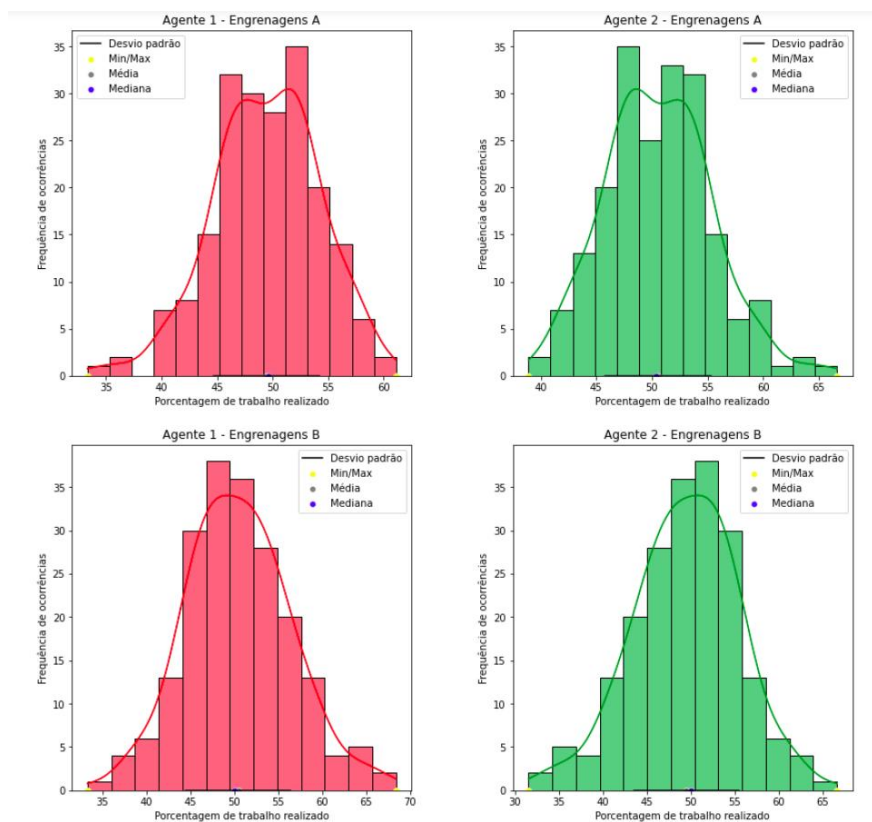 Agente 1 - Engrenagens A
Desvio padrão
Min/Max
Média
Mediana
35
30
25
20
15
10
5
0
Frequência de ocorrências
35
40
45
50
55
60
Porcentagem de trabalho realizado
Agente 2 - Engrenagens A
Desvio padrão
Min/Max
Média
Mediana
35
30
25
20
15
10
5
0
Frequência de ocorrências
40
45
50
55
60
65
Porcentagem de trabalho realizado
Agente 1 - Engrenagens B
Desvio padrão
Min/Max
Média
Mediana
35
30
25
20
15
10
5
0
Frequência de ocorrências
35
40
45
50
55
60
65
70
Porcentagem de trabalho realizado
Agente 2 - Engrenagens B
Desvio padrão
Min/Max
Média
Mediana
35
30
25
20
15
10
5
0
Frequência de ocorrências
30
35
40
45
50
55
60
65
Porcentagem de trabalho realizado